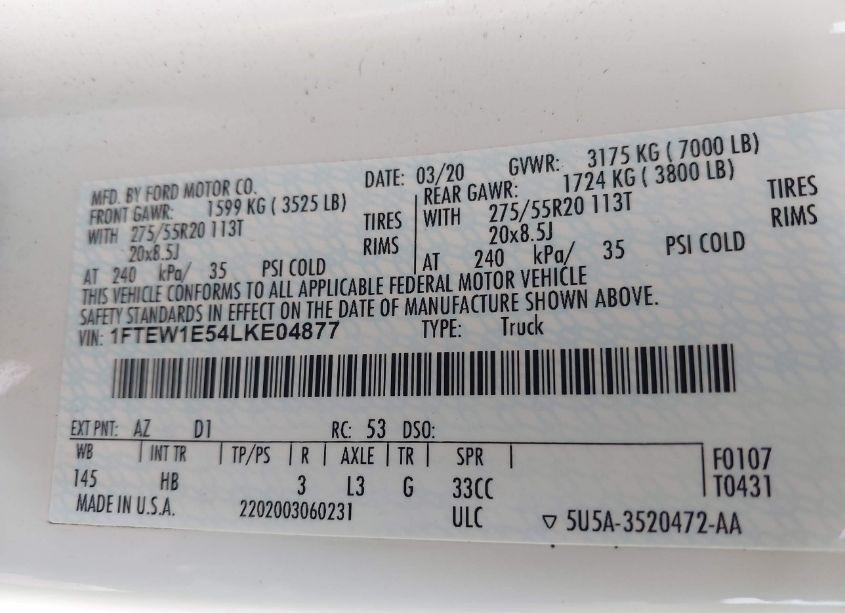 MFD. BY FORD MOTOR CO. DATE: 03/20 GVWR: 3175 KG ( 7000 LB)
FRONT GAWR: 1599 KG ( 3525 LB) REAR GAWR: 1724 KG ( 3800 LB)
WITH 275/55R20 113T TIRES WITH 275/55R20 113T TIRES
20x8.5J RIMS 20x8.5J RIMS
AT 240 kPa/ 35 PSI COLD AT 240 kPa/ 35 PSI COLD
THIS VEHICLE CONFORMS TO ALL APPLICABLE FEDERAL MOTOR VEHICLE
SAFETY STANDARDS IN EFFECT ON THE DATE OF MANUFACTURE SHOWN ABOVE.
VIN: 1FTEW1E54LKE04877 TYPE: Truck
EXT PNT: AZ D1 RC: 53 DSO:
WB INT TR TP/PS R AXLE TR SPR F0107
145 HB 3 L3 G 33CC T0431
MADE IN U.S.A. 2202003060231 ULC ▽ 5U5A-3520472-AA